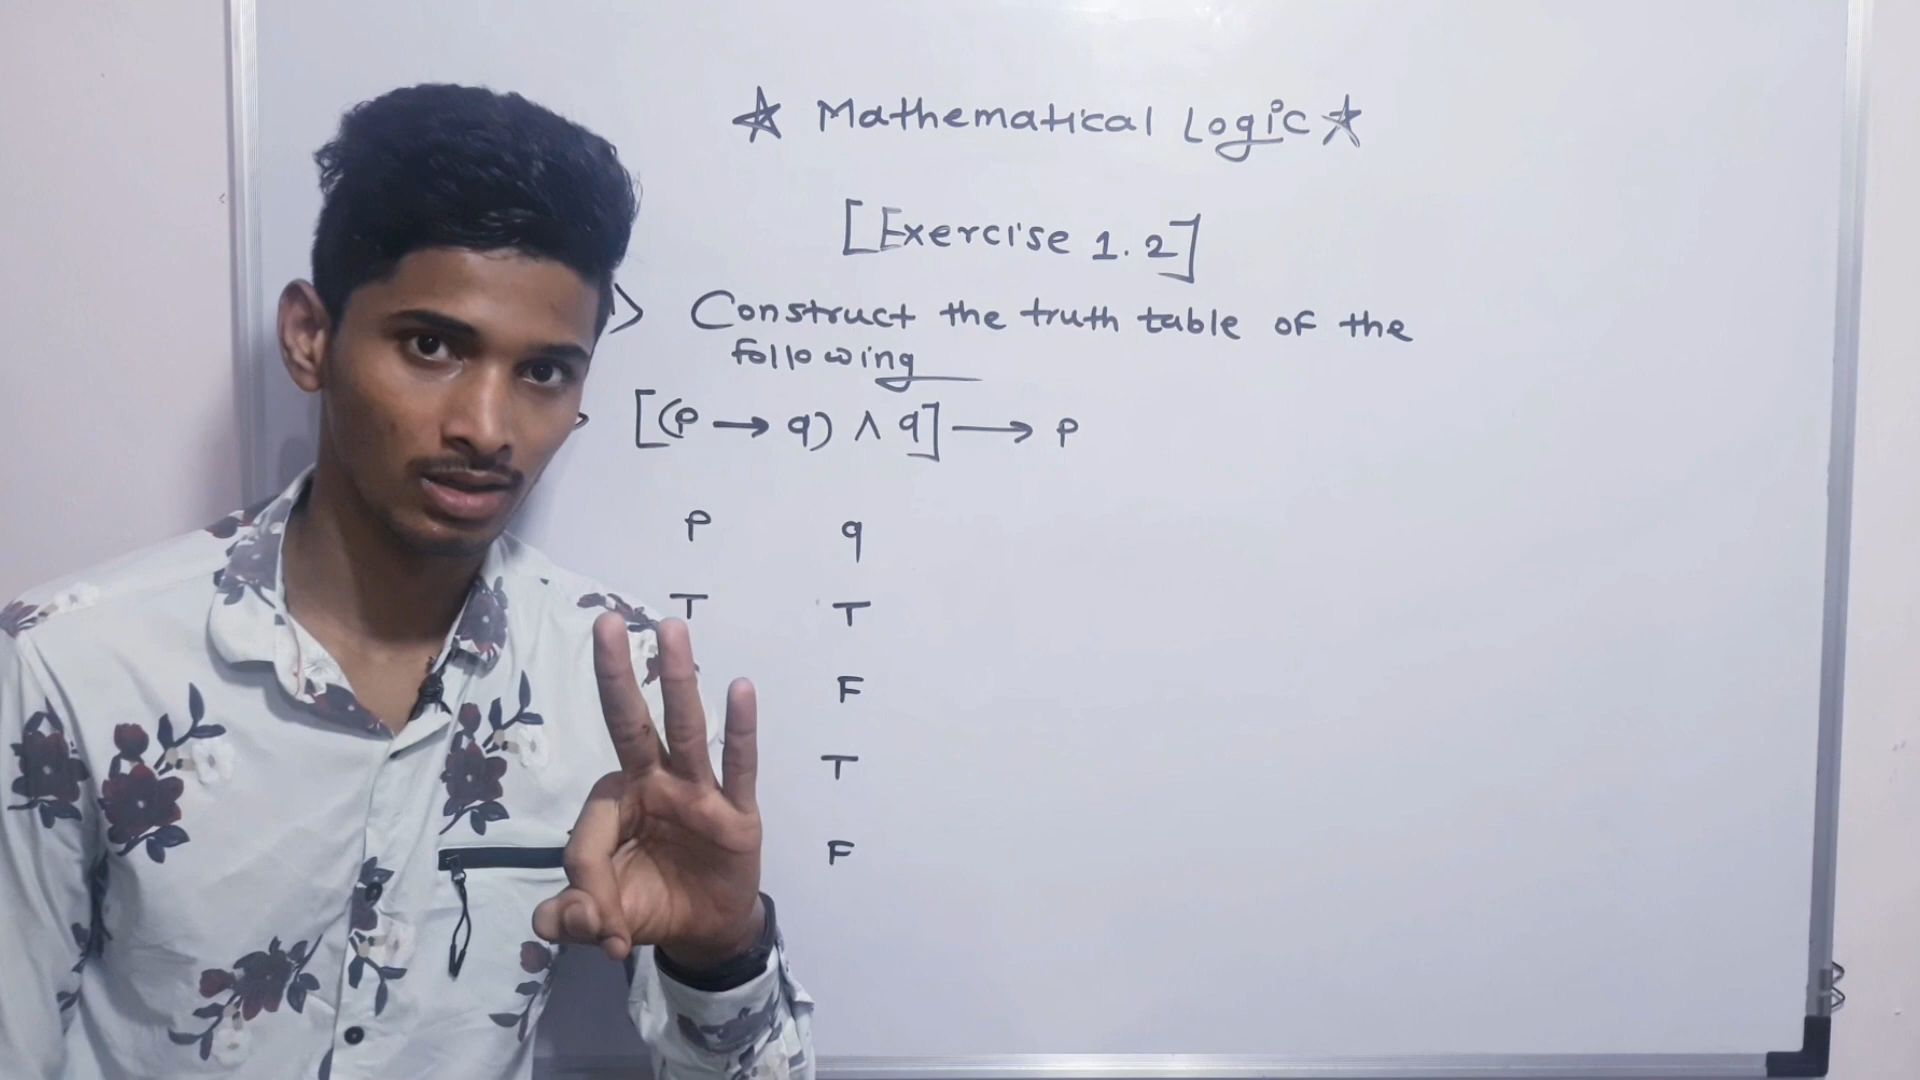 ☆ Mathematical Logic ☆
[Exercise 1.2]
> Construct the truth table of the
following
[(p → q) ∧ q] → p
P q
T T
F
T
F